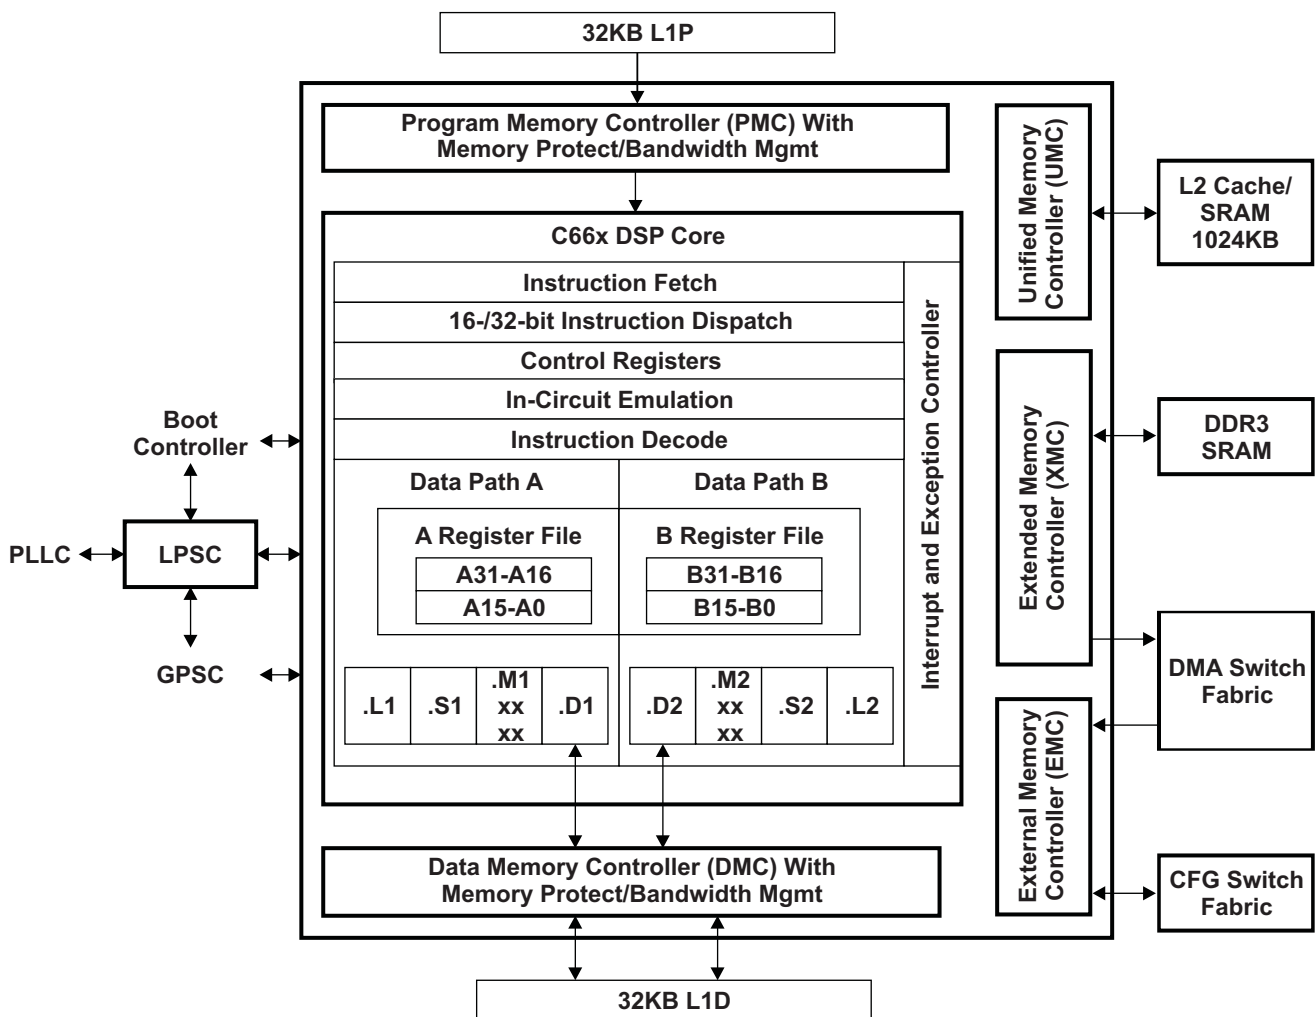 32KB L1P
Program Memory Controller (PMC) With
Memory Protect/Bandwidth Mgmt
C66x DSP Core
Instruction Fetch
16-/32-bit Instruction Dispatch
Control Registers
In-Circuit Emulation
Instruction Decode
Data Path A
Data Path B
A Register File
B Register File
A31-A16
B31-B16
A15-A0
B15-B0
.L1
.S1
.M1
xx
xx
.D1
.D2
.M2
xx
xx
.S2
.L2
Interrupt and Exception Controller
Data Memory Controller (DMC) With
Memory Protect/Bandwidth Mgmt
32KB L1D
Boot
Controller
PLLC
LPSC
GPSC
Unified Memory
Controller (UMC)
L2 Cache/
SRAM
1024KB
Extended Memory
Controller (XMC)
DDR3
SRAM
DMA Switch
Fabric
External Memory
Controller (EMC)
CFG Switch
Fabric